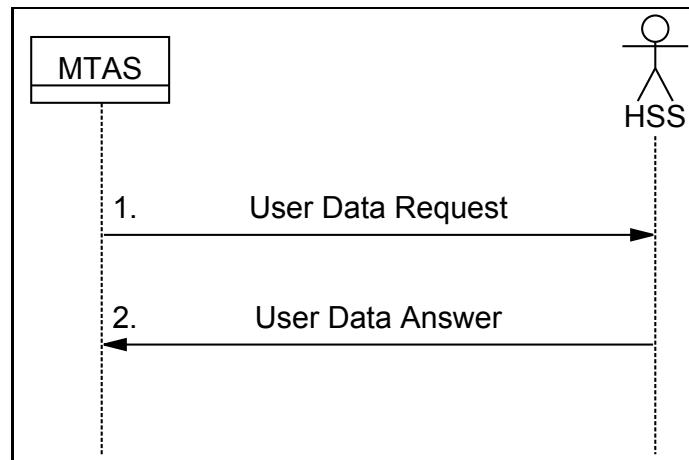 MTAS
HSS
1. User Data Request
2. User Data Answer